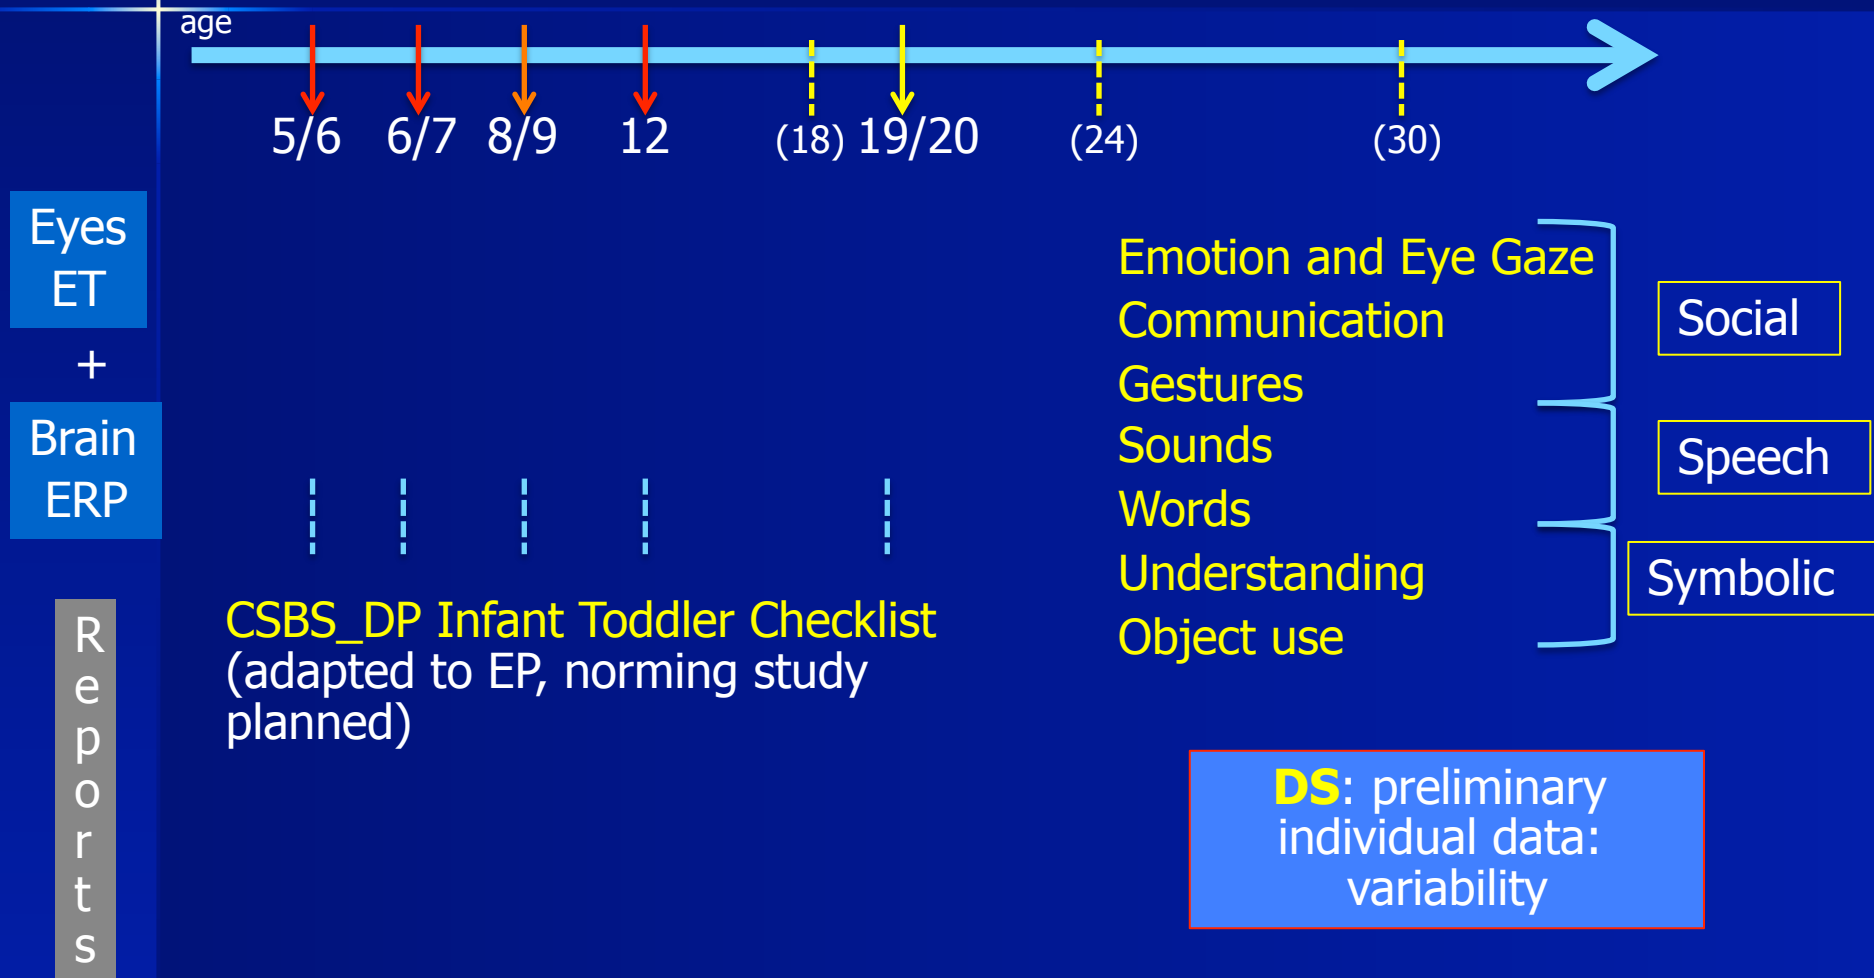 age
5/6 6/7 8/9 12 (18) 19/20 (24) (30)
Eyes
ET
+
Brain
ERP
Reports
CSBS_DP Infant Toddler Checklist
(adapted to EP, norming study
planned)
Emotion and Eye Gaze
Communication
Gestures
Sounds
Words
Understanding
Object use
Social
Speech
Symbolic
DS: preliminary
individual data:
variability